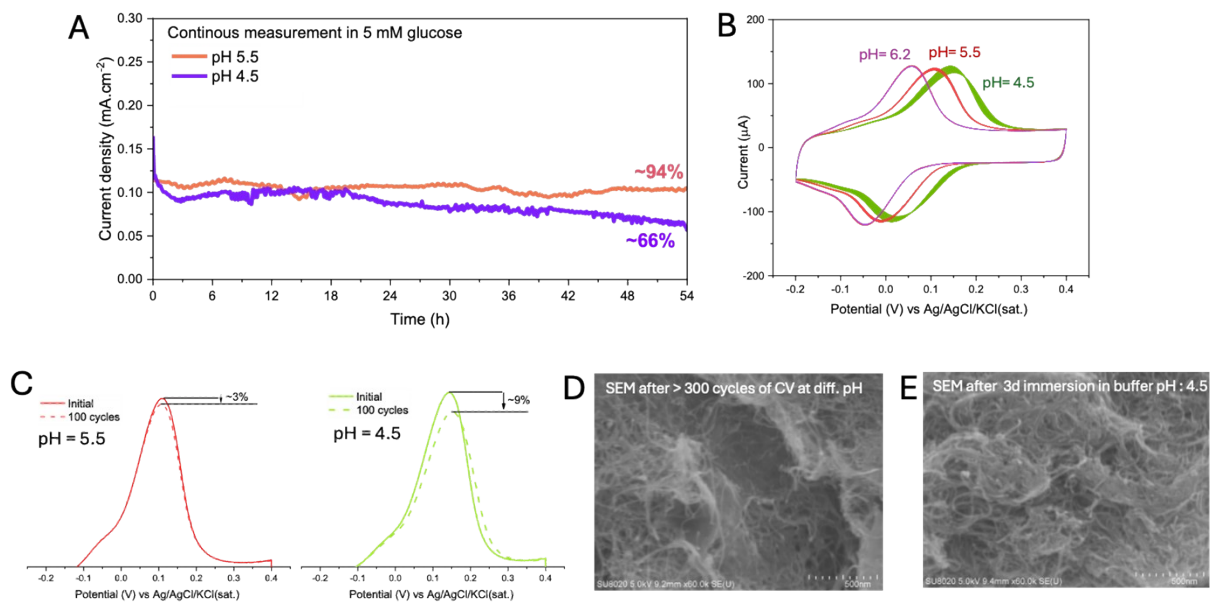 A
Continous measurement in 5 mM glucose
pH 5.5
pH 4.5
0.30
0.25
0.20
0.15
0.10
0.05
0.00
Current density (mA.cm⁻²)
~94%
~66%
0 6 12 18 24 30 36 42 48 54
Time (h)
B
200
100
0
-100
-200
Current (µA)
pH= 6.2
pH= 5.5
pH= 4.5
-0.2 -0.1 0.0 0.1 0.2 0.3 0.4
Potential (V) vs Ag/AgCl/KCl(sat.)
C
Initial
100 cycles
pH = 5.5
~3%
-0.2 -0.1 0.0 0.1 0.2 0.3 0.4
Potential (V) vs Ag/AgCl/KCl(sat.)
Initial
100 cycles
pH = 4.5
~9%
-0.2 -0.1 0.0 0.1 0.2 0.3 0.4
Potential (V) vs Ag/AgCl/KCl(sat.)
D
SEM after > 300 cycles of CV at diff. pH
SU8020 5.0kV 9.2mm x60.0k SE(U)
500nm
E
SEM after 3d immersion in buffer pH : 4.5
SU8020 5.0kV 9.4mm x60.0k SE(U)
500nm